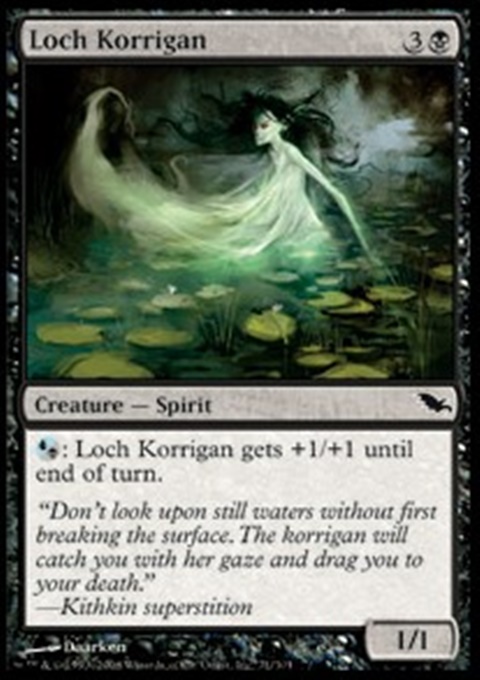 Loch Korrigan 3
Creature — Spirit
: Loch Korrigan gets +1/+1 until
end of turn.
“Don’t look upon still waters without first
breaking the surface. The korrigan will
catch you with her gaze and drag you to
your death.”
—Kithkin superstition
1/1
Daarken